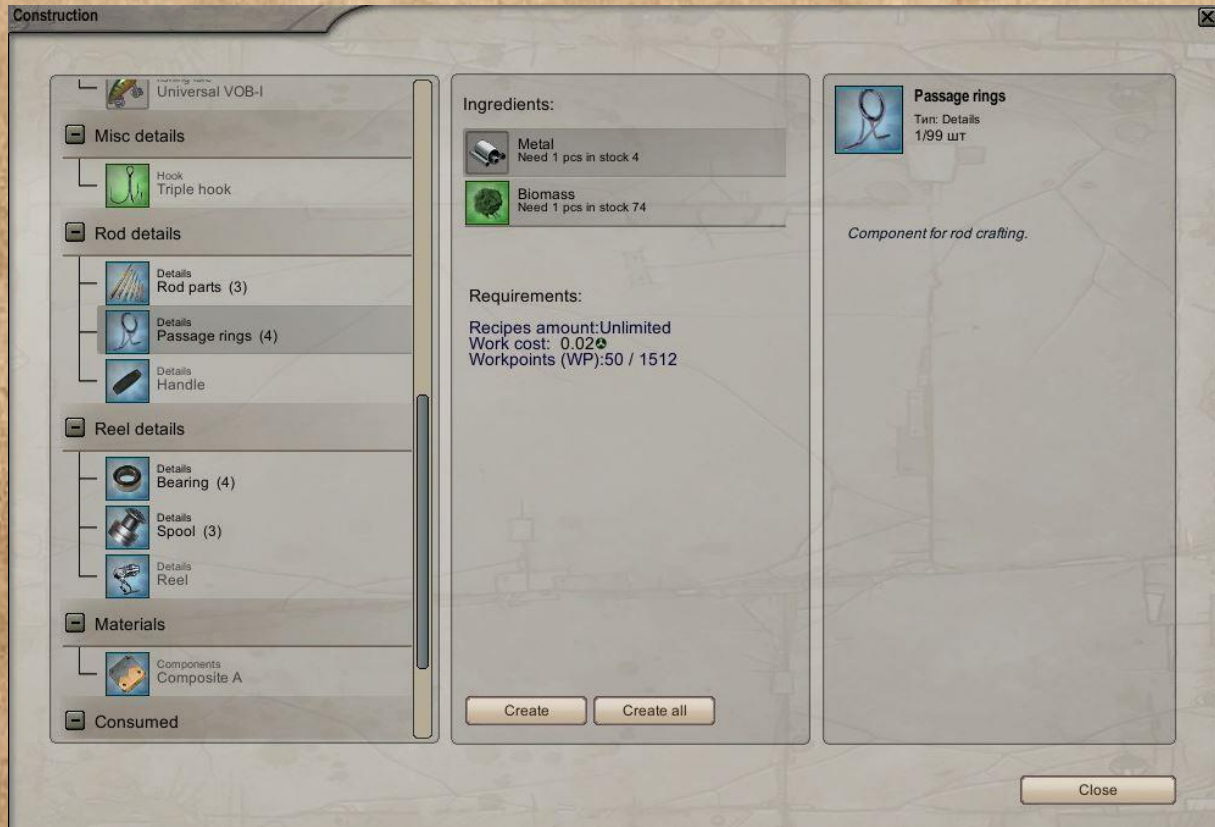 Construction
Universal VOB-I
Misc details
Hook
Triple hook
Rod details
Details
Rod parts (3)
Details
Passage rings (4)
Details
Handle
Reel details
Details
Bearing (4)
Details
Spool (3)
Details
Reel
Materials
Components
Composite A
Consumed
Ingredients:
Metal
Need 1 pcs in stock 4
Biomass
Need 1 pcs in stock 74
Requirements:
Recipes amount:Unlimited
Work cost: 0.02
Workpoints (WP):50 / 1512
Create
Create all
Passage rings
Тип: Details
1/99 шт
Component for rod crafting.
Close